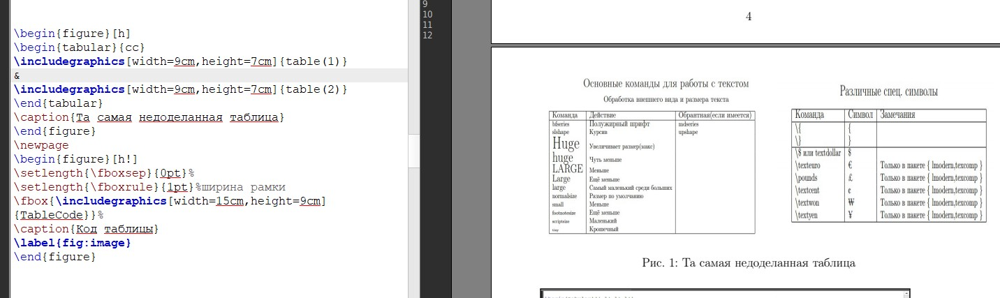 \begin{figure}[h]
\begin{tabular}{cc}
\includegraphics[width=9cm,height=7cm]{table(1)}
&
\includegraphics[width=9cm,height=7cm]{table(2)}
\end{tabular}
\caption{Та самая недоделанная таблица}
\end{figure}
\newpage
\begin{figure}[h!]
\setlength{\fboxsep}{0pt}%
\setlength{\fboxrule}{1pt}%ширина рамки
\fbox{\includegraphics[width=15cm,height=9cm]
{TableCode}}%
\caption{Код таблицы}
\label{fig:image}
\end{figure}
9
10
11
12
4
Основные команды для работы с текстом
Обработка внешнего вида и размера текста
Команда Действие Обрантная(если имеется)
bfseries Полужирный шрифт mdseries
slshape Курсив upshape
Huge Увеличивает размер(макс)
huge Чуть меньше
LARGE Меньше
Large Ещё меньше
large Самый маленький среди больших
normalsize Размер по умолчанию
small Меньше
footnotesize Ещё меньше
scriptsize Маленький
tiny Крошечный
Различные спец. символы
Команда Символ Замечания
\{ {
\} }
\$ или textdollar $
\texteuro € Только в пакете { lmodern,texcomp }
\pounds £ Только в пакете { lmodern,texcomp }
\textcent ¢ Только в пакете { lmodern,texcomp }
\textwon ₩ Только в пакете { lmodern,texcomp }
\textyen ¥ Только в пакете { lmodern,texcomp }
Рис. 1: Та самая недоделанная таблица